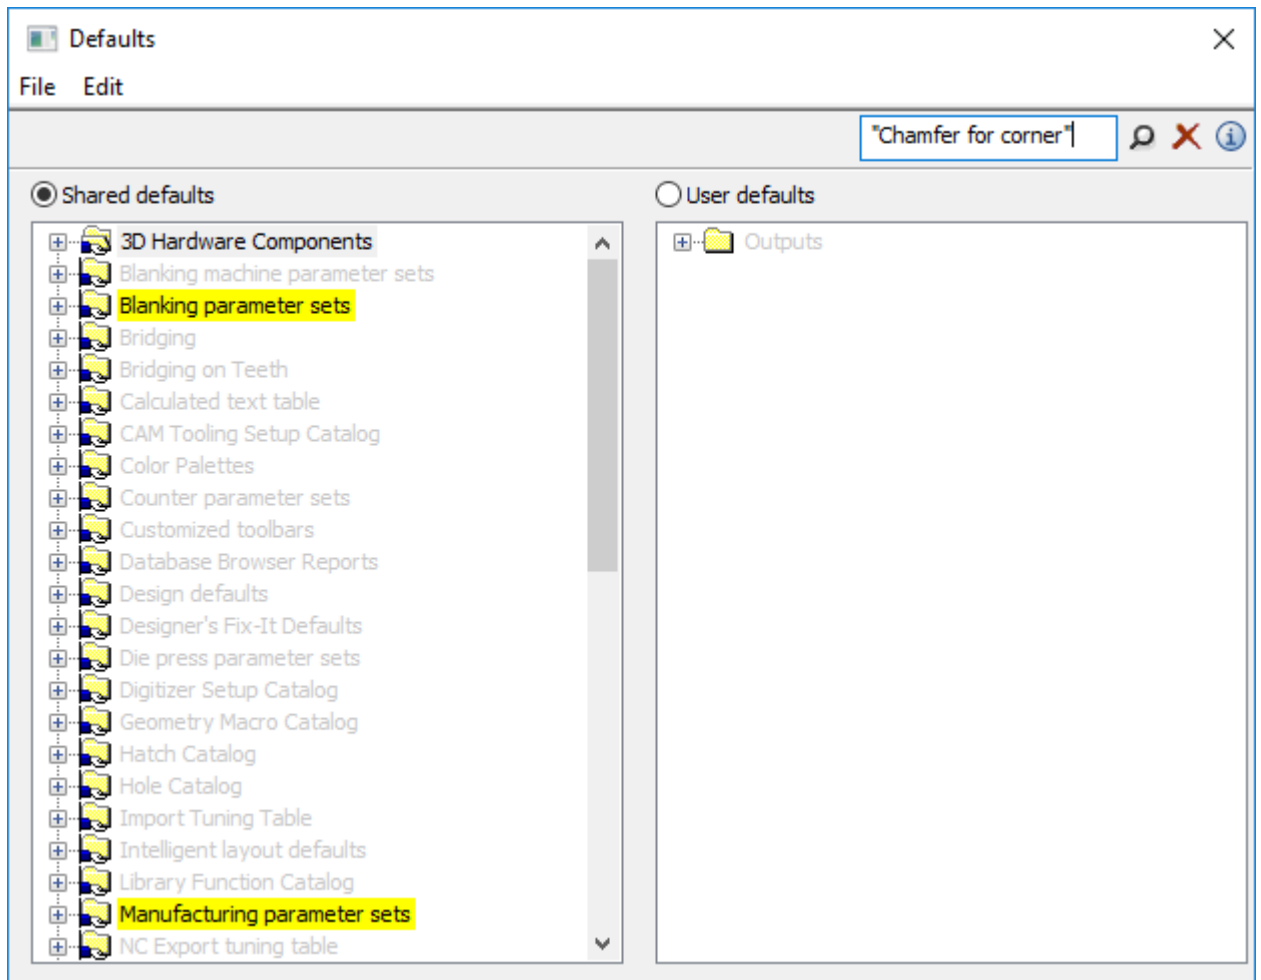 Defaults
File Edit
"Chamfer for corner"
Shared defaults
User defaults
3D Hardware Components
Blanking machine parameter sets
Blanking parameter sets
Bridging
Bridging on Teeth
Calculated text table
CAM Tooling Setup Catalog
Color Palettes
Counter parameter sets
Customized toolbars
Database Browser Reports
Design defaults
Designer's Fix-It Defaults
Die press parameter sets
Digitizer Setup Catalog
Geometry Macro Catalog
Hatch Catalog
Hole Catalog
Import Tuning Table
Intelligent layout defaults
Library Function Catalog
Manufacturing parameter sets
NC Export tuning table
Outputs